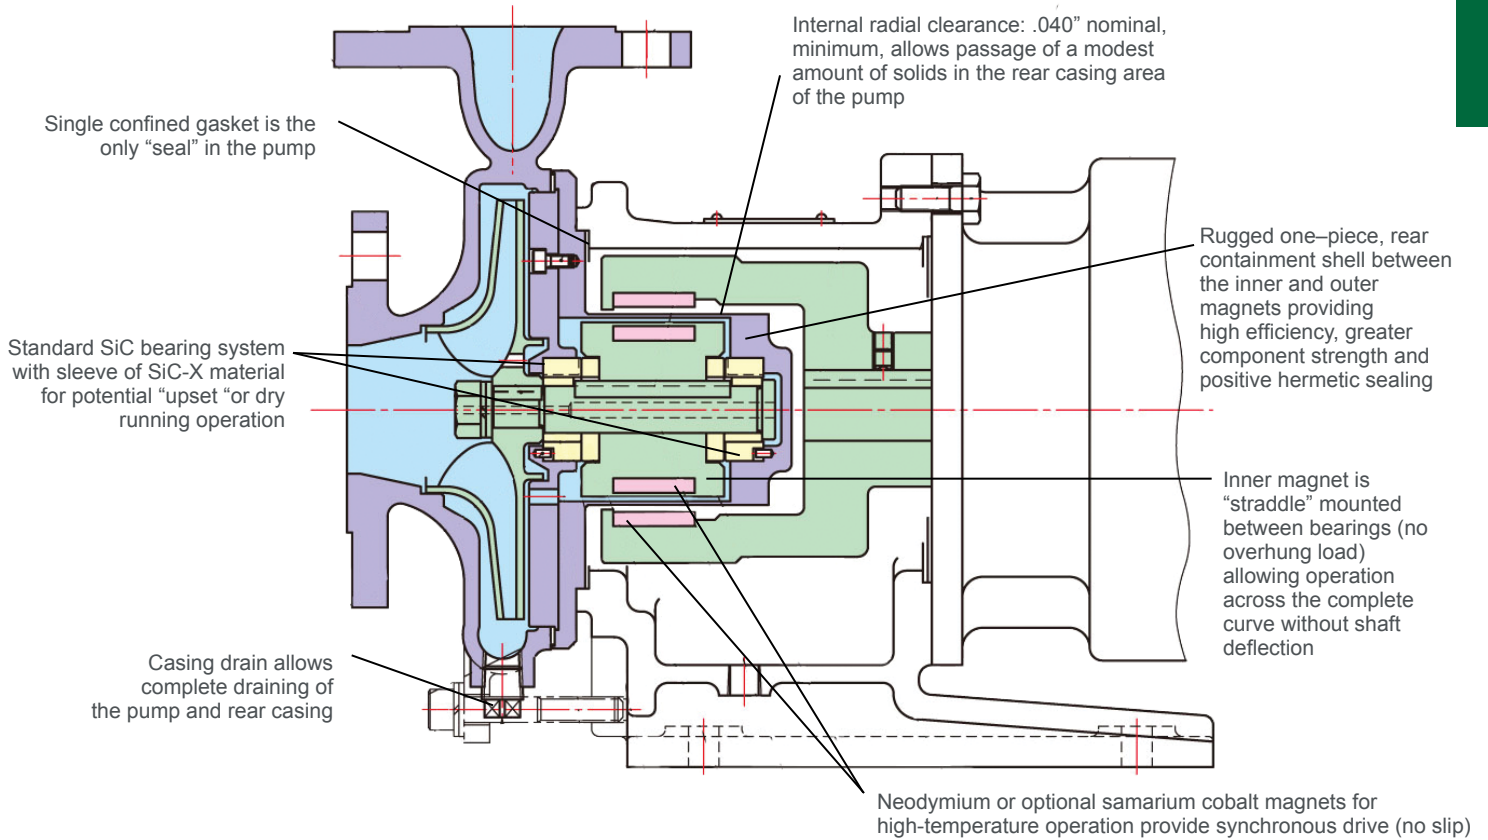 Internal radial clearance: .040” nominal,
minimum, allows passage of a modest
amount of solids in the rear casing area
of the pump
Single confined gasket is the
only “seal” in the pump
Rugged one–piece, rear
containment shell between
the inner and outer
magnets providing
high efficiency, greater
component strength and
positive hermetic sealing
Standard SiC bearing system
with sleeve of SiC-X material
for potential “upset “or dry
running operation
Inner magnet is
“straddle” mounted
between bearings (no
overhung load)
allowing operation
across the complete
curve without shaft
deflection
Casing drain allows
complete draining of
the pump and rear casing
Neodymium or optional samarium cobalt magnets for
high-temperature operation provide synchronous drive (no slip)